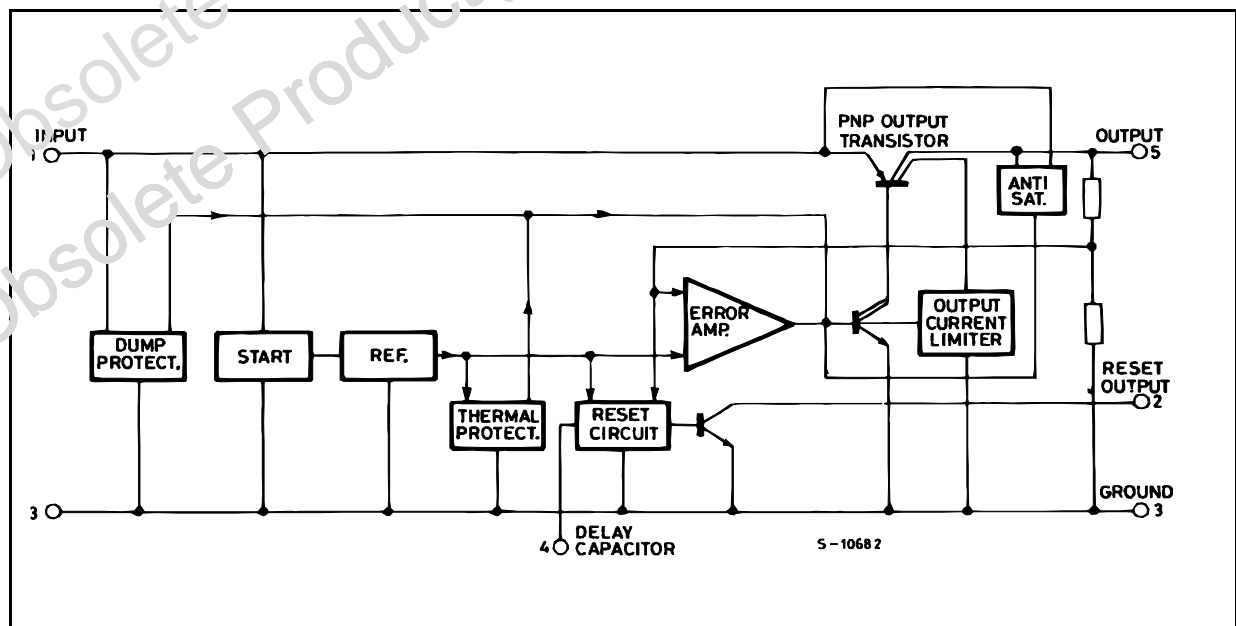 Obsolete
Obsolete Product
INPUT
1
PNP OUTPUT
TRANSISTOR
OUTPUT
5
ANTI
SAT.
DUMP
PROTECT.
START
REF.
ERROR
AMP.
OUTPUT
CURRENT
LIMITER
THERMAL
PROTECT.
RESET
CIRCUIT
RESET
OUTPUT
2
3
GROUND
3
4
DELAY
CAPACITOR
S-10682